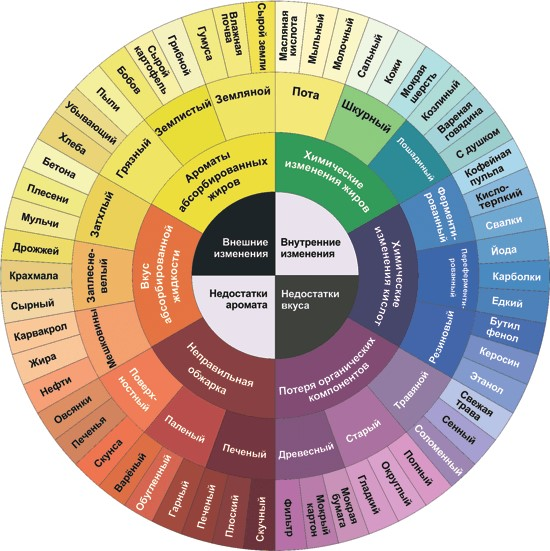 Внешние
изменения
Внутренние
изменения
Недостатки
аромата
Недостатки
вкуса
Ароматы
абсорбированных
жиров
Химические
изменения жиров
Химические
изменения кислот
Потеря органических
компонентов
Неправильная
обжарка
Вкус
абсорбированной
жидкости
Земляной
Пота
Шкурный
Лошадиный
Ферменти-
рованный
Переферменти-
рованный
Резиновый
Травяной
Старый
Древесный
Печеный
Паленый
Поверх-
ностный
Мешковины
Заплесне-
велый
Затхлый
Грязный
Землистый
Сырой земли
Масляная
кислота
Мыльный
Молочный
Сальный
Кожи
Мокрая
шерсть
Козлиный
Вареная
говядина
С душком
Кофейная
пульпа
Кисло-
терпкий
Свалки
Йода
Карболки
Едкий
Бутил
фенол
Керосин
Этанол
Свежая
трава
Сенный
Соломенный
Полный
Округлый
Гладкий
Мокрая
бумага
Мокрый
картон
Фильтр
Скучный
Плоский
Печеный
Гарный
Обугленный
Варёный
Скунса
Печенья
Овсянки
Нефти
Жира
Карвакрол
Сырный
Крахмала
Дрожжей
Мульчи
Плесени
Бетона
Хлеба
Убывающий
Пыли
Бобов
Сырой
картофель
Грибной
Гумуса
Влажная
почва